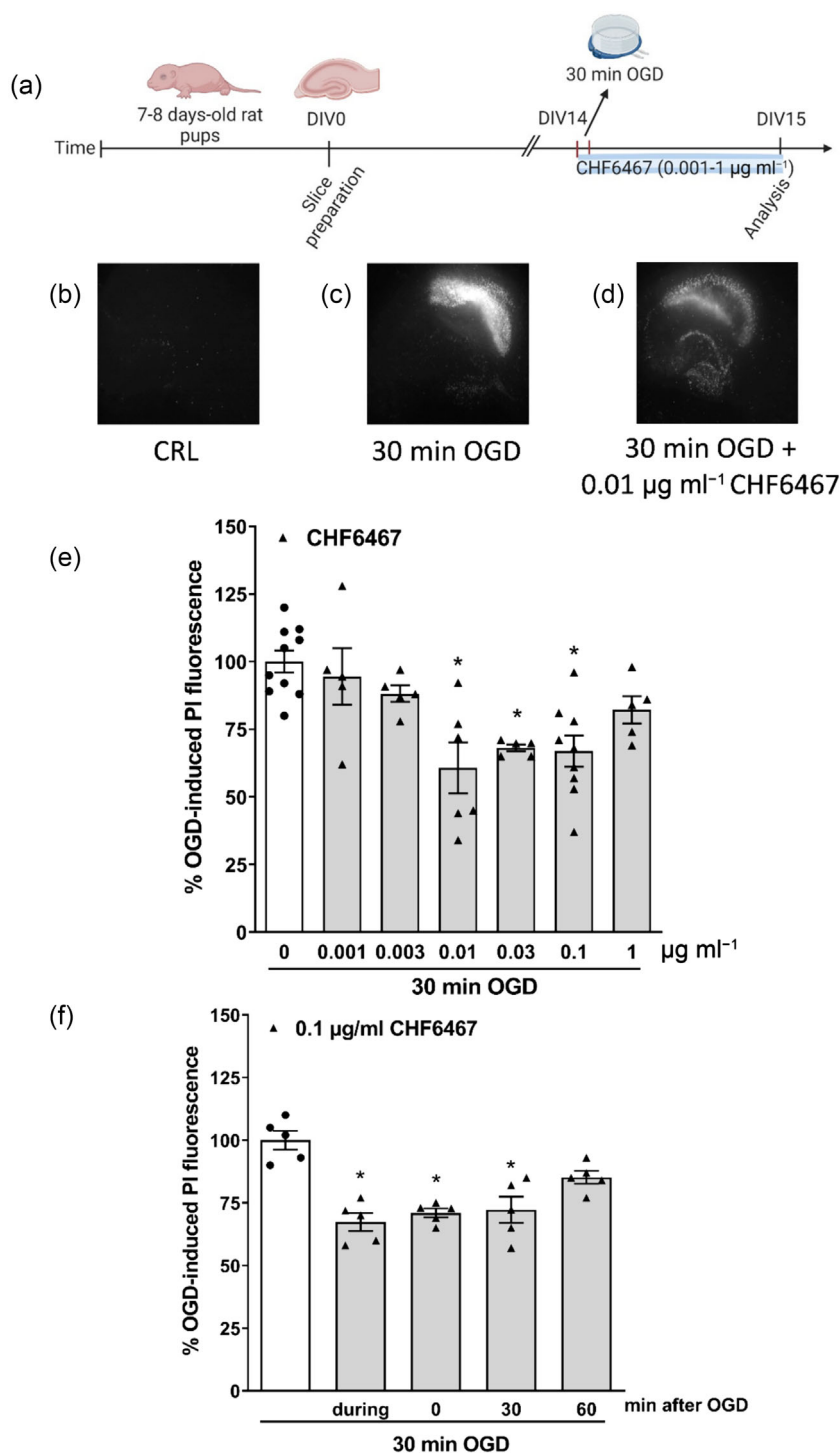 (a)
30 min OGD
7-8 days-old rat
pups
DIV0
DIV14
DIV15
Time
CHF6467 (0.001-1 µg ml⁻¹)
Slice
preparation
Analysis
(b)
(c)
(d)
CRL
30 min OGD
30 min OGD +
0.01 µg ml⁻¹ CHF6467
(e)
% OGD-induced PI fluorescence
150
125
100
75
50
25
0
CHF6467
*
*
*
0 0.001 0.003 0.01 0.03 0.1 1 µg ml⁻¹
30 min OGD
(f)
% OGD-induced PI fluorescence
150
125
100
75
50
25
0
0.1 µg/ml CHF6467
* * *
during 0 30 60 min after OGD
30 min OGD